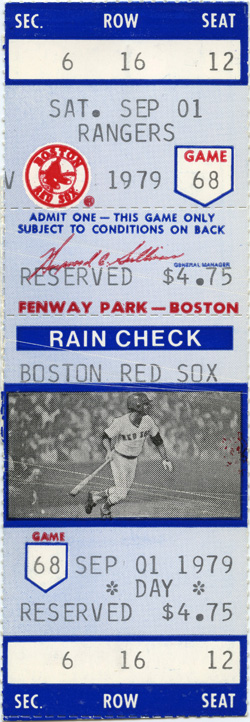 SEC. ROW SEAT
6 16 12
SAT. SEP 01
RANGERS
BOSTON
RED SOX
®
GAME
V 1979 68
ADMIT ONE — THIS GAME ONLY
SUBJECT TO CONDITIONS ON BACK
GENERAL MANAGER
RESERVED $4.75
FENWAY PARK — BOSTON
RAIN CHECK
BOSTON RED SOX
RED SOX
GAME
68 SEP 01 1979
* DAY *
RESERVED $4.75
6 16 12
SEC. ROW SEAT